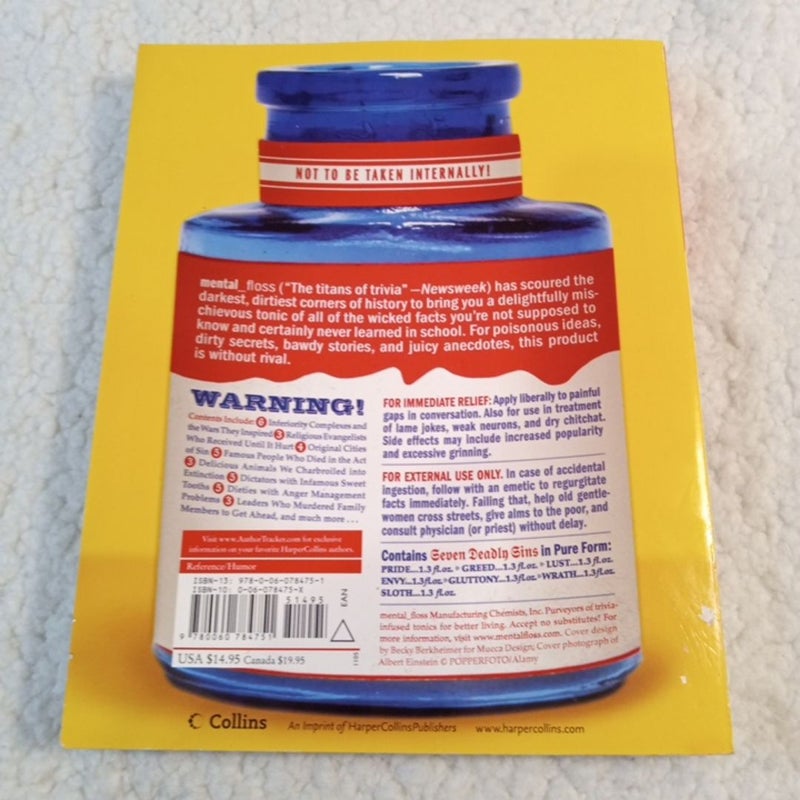 NOT TO BE TAKEN INTERNALLY!
mental_floss ("The titans of trivia" —Newsweek) has scoured the
darkest, dirtiest corners of history to bring you a delightfully mis-
chievous tonic of all of the wicked facts you're not supposed to
know and certainly never learned in school. For poisonous ideas,
dirty secrets, bawdy stories, and juicy anecdotes, this product
is without rival.
WARNING!
Contents Include: 6 Inferiority Complexes and
the Wars They Inspired 3 Religious Evangelists
Who Received Until It Hurt 4 Original Cities
of Sin 5 Famous People Who Died in the Act
3 Delicious Animals We Charbroiled into
Extinction 5 Dictators with Infamous Sweet
Tooths 5 Dieties with Anger Management
Problems 3 Leaders Who Murdered Family
Members to Get Ahead, and much more . . .
Visit www.AuthorTracker.com for exclusive
information on your favorite HarperCollins authors.
Reference/Humor
ISBN-13: 978-0-06-078475-1
ISBN-10: 0-06-078475-X
51495
EAN
9 780060 784751
1105
USA $14.95 Canada $19.95
FOR IMMEDIATE RELIEF: Apply liberally to painful
gaps in conversation. Also for use in treatment
of lame jokes, weak neurons, and dry chitchat.
Side effects may include increased popularity
and excessive grinning.
FOR EXTERNAL USE ONLY. In case of accidental
ingestion, follow with an emetic to regurgitate
facts immediately. Failing that, help old gentle-
women cross streets, give alms to the poor, and
consult physician (or priest) without delay.
Contains Seven Deadly Sins in Pure Form:
PRIDE...1.3 fl.oz. » GREED...1.3 fl.oz. » LUST...1.3 fl.oz.
ENVY...1.3fl.oz. » GLUTTONY...1.3fl.oz. » WRATH...1.3fl.oz.
SLOTH...1.3 fl.oz.
mental_floss Manufacturing Chemists, Inc. Purveyors of trivia-
infused tonics for better living. Accept no substitutes! For
more information, visit www.mentalfloss.com. Cover design
by Becky Berkheimer for Mucca Design; Cover photograph of
Albert Einstein © POPPERFOTO/Alamy
Collins An Imprint of HarperCollinsPublishers www.harpercollins.com